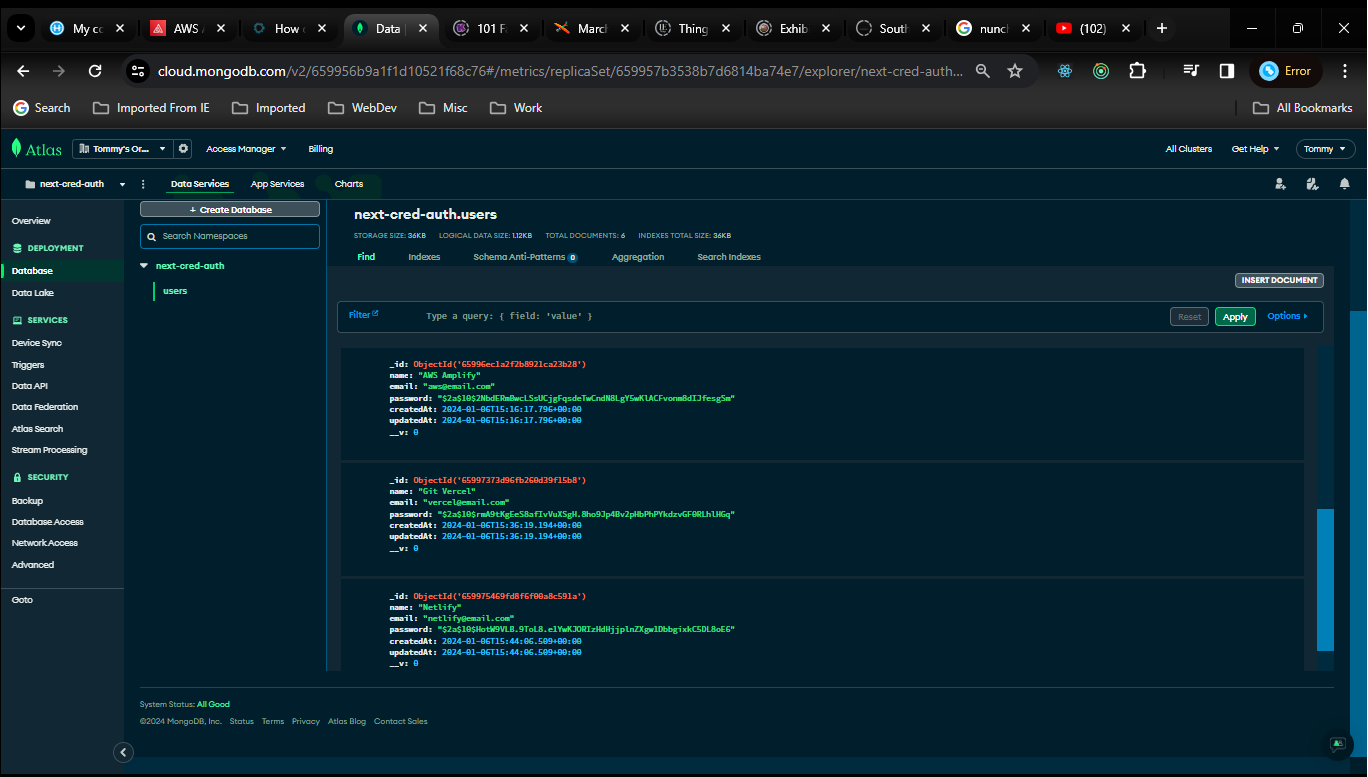 My co
AWS A
How
Data
101 Fa
March
Thing
Exhib
South
nunch
(102)
cloud.mongodb.com/v2/659956b9a1f1d10521f68c76#/metrics/replicaSet/659957b3538b7d6814ba74e7/explorer/next-cred-auth...
Error
Search
Imported From IE
Imported
WebDev
Misc
Work
All Bookmarks
Atlas
Tommy's Or...
Access Manager
Billing
All Clusters
Get Help
Tommy
next-cred-auth
Data Services
App Services
Charts
Overview
DEPLOYMENT
Database
Data Lake
SERVICES
Device Sync
Triggers
Data API
Data Federation
Atlas Search
Stream Processing
SECURITY
Backup
Database Access
Network Access
Advanced
Goto
+ Create Database
Search Namespaces
next-cred-auth
users
next-cred-auth.users
STORAGE SIZE: 36KB LOGICAL DATA SIZE: 1.12KB TOTAL DOCUMENTS: 6 INDEXES TOTAL SIZE: 36KB
Find Indexes Schema Anti-Patterns 0 Aggregation Search Indexes
INSERT DOCUMENT
Filter Type a query: { field: 'value' } Reset Apply Options
_id: ObjectId('65996ec1a2f2b8921ca23b28')
name: "AWS Amplify"
email: "aws@email.com"
password: "$2a$10$2NbdERmBwcLSsUCjgFqsdeTwCndN8LgY5wKlACFvonm8dIJfesgSm"
createdAt: 2024-01-06T15:16:17.796+00:00
updatedAt: 2024-01-06T15:16:17.796+00:00
__v: 0
_id: ObjectId('65997373d96fb260d39f15b8')
name: "Git Vercel"
email: "vercel@email.com"
password: "$2a$10$rmA9tKgEeS8afIvVuXSgH.8ho9Jp4Bv2pHbPhPYkdzvGF0RLhlHGq"
createdAt: 2024-01-06T15:36:19.194+00:00
updatedAt: 2024-01-06T15:36:19.194+00:00
__v: 0
_id: ObjectId('659975469fd8f6f00a8c591a')
name: "Netlify"
email: "netlify@email.com"
password: "$2a$10$HotW9VLB.9ToL8.e1YwKJORIzHdHjjplnZXgw1DbbgixkC5DL8oE6"
createdAt: 2024-01-06T15:44:06.509+00:00
updatedAt: 2024-01-06T15:44:06.509+00:00
__v: 0
System Status: All Good
©2024 MongoDB, Inc. Status Terms Privacy Atlas Blog Contact Sales